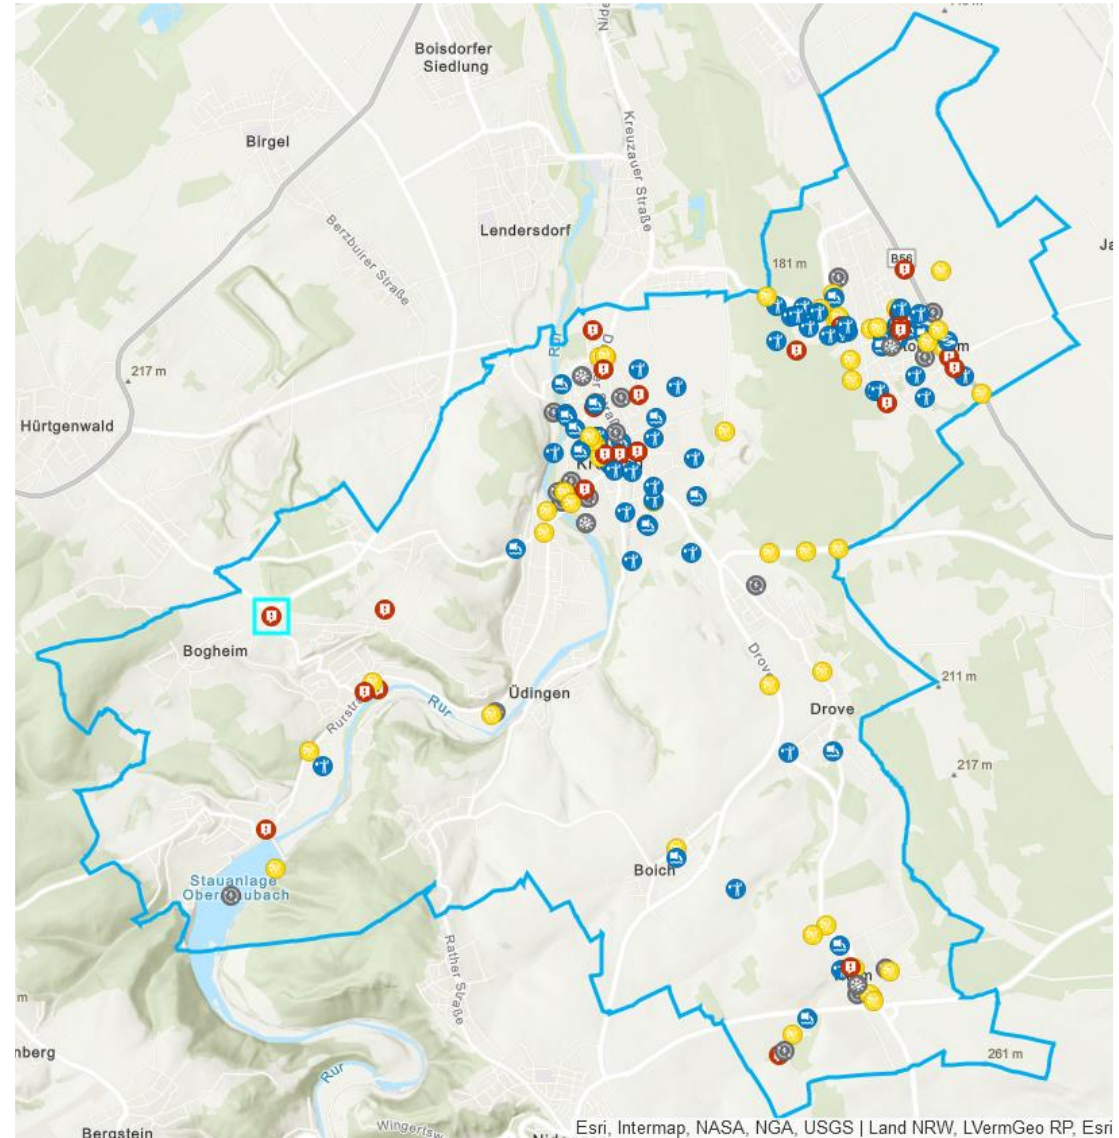 Boisdorfer
Siedlung
Birgel
Kreuzauer Straße
Lendersdorf
Berzbuirer Straße
181 m
B56
217 m
Hürtgenwald
Bogheim
Üdingen
Rur
Drove
211 m
Drove
217 m
Boich
Stauanlage
Rather Straße
261 m
Rur
Bergstein
Esri, Intermap, NASA, NGA, USGS | Land NRW, LVermGeo RP, Esri